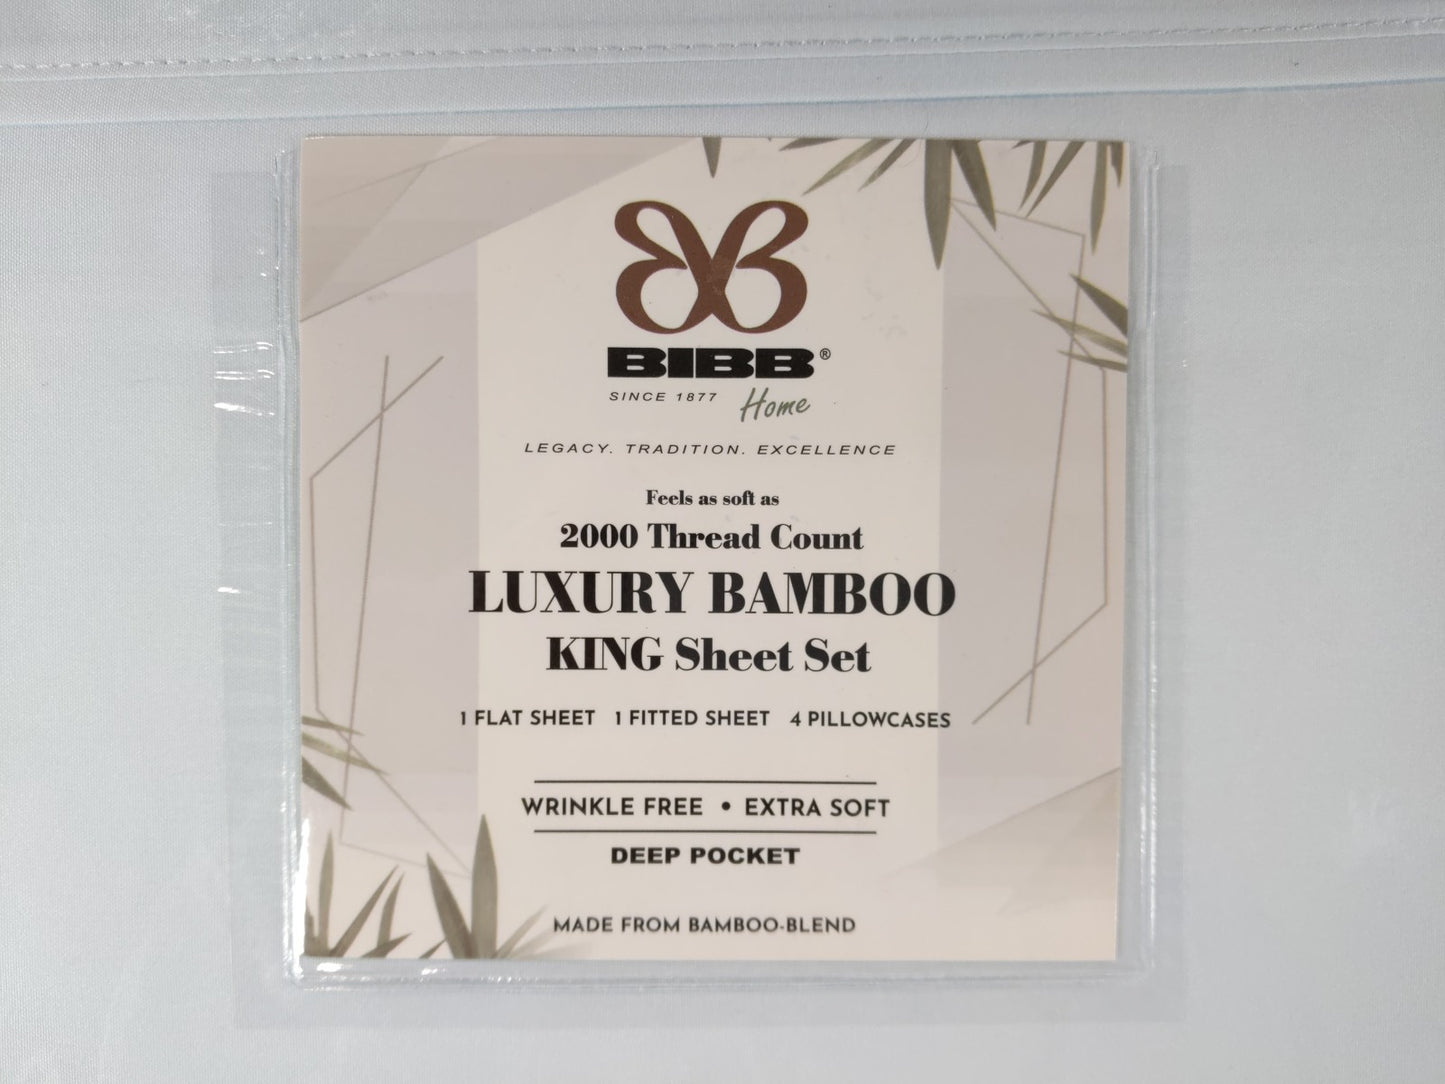 BIBB®
SINCE 1877 Home
LEGACY. TRADITION. EXCELLENCE
Feels as soft as
2000 Thread Count
LUXURY BAMBOO
KING Sheet Set
1 FLAT SHEET 1 FITTED SHEET 4 PILLOWCASES
WRINKLE FREE • EXTRA SOFT
DEEP POCKET
MADE FROM BAMBOO-BLEND